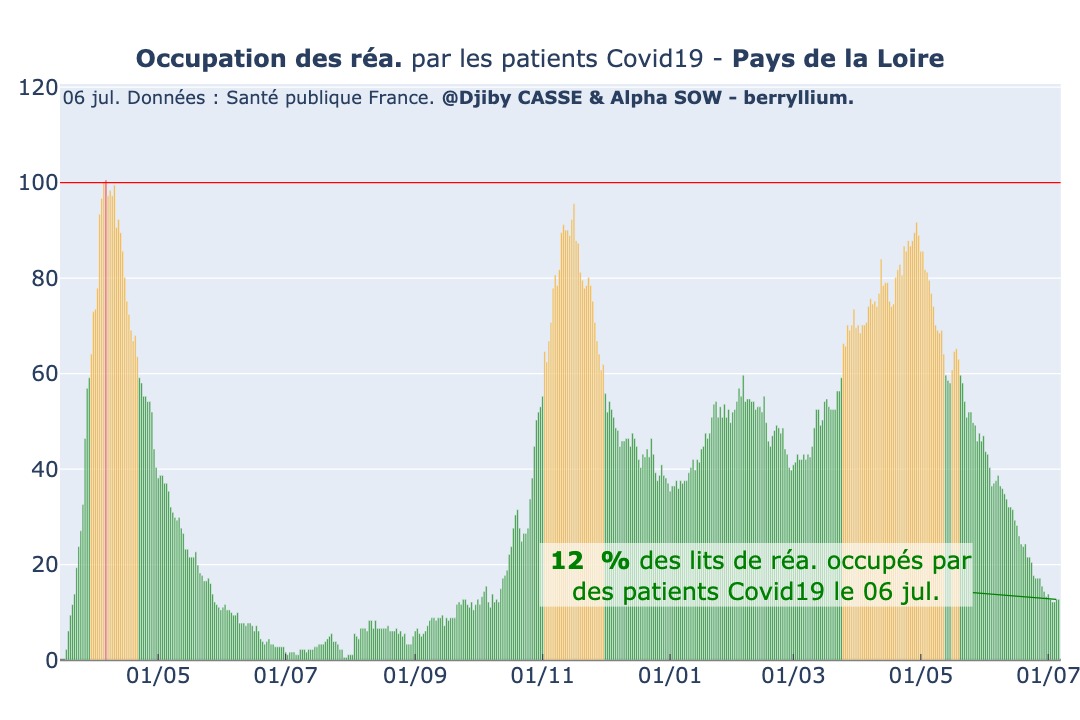 Occupation des réa. par les patients Covid19 - Pays de la Loire
120
06 jul. Données : Santé publique France. @Djiby CASSE & Alpha SOW - berryllium.
100
80
60
40
20
12 % des lits de réa. occupés par
des patients Covid19 le 06 jul.
0
01/05 01/07 01/09 01/11 01/01 01/03 01/05 01/07